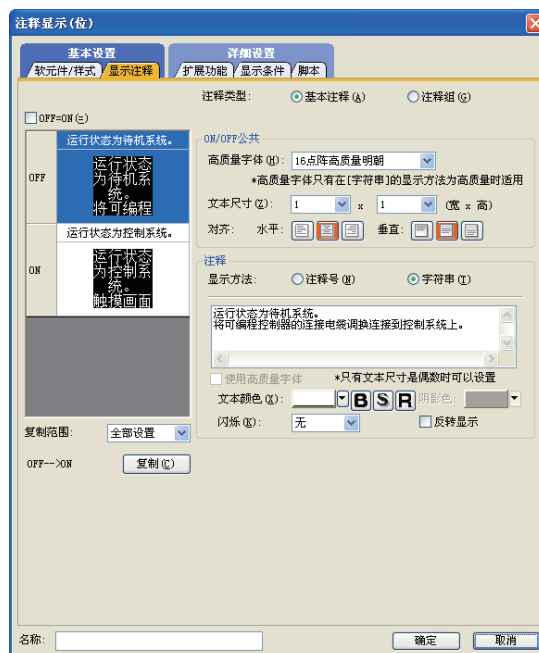 注释显示(位)
基本设置 详细设置
软元件/样式 显示注释 扩展功能 显示条件 脚本
注释类型: 基本注释(A) 注释组(G)
OFF=ON(=)
运行状态为待机系统。
OFF
运行状态
为待机系
统。
将可编程
运行状态为控制系统。
ON
运行状态
为控制系
统。
触摸画面
ON/OFF公共
高质量字体(H): 16点阵高质量明朝
*高质量字体只有在[字符串]的显示方法为高质量时适用
文本尺寸(Z): 1 x 1 (宽 x 高)
对齐: 水平: 垂直:
注释
显示方法: 注释号(N) 字符串(T)
运行状态为待机系统。
将可编程控制器的连接电缆调换连接到控制系统上。
使用高质量字体 *只有文本尺寸是偶数时可以设置
文本颜色(X): B S R 阴影色:
闪烁(K): 无 反转显示
复制范围: 全部设置
OFF-->ON 复制(C)
名称: 确定 取消